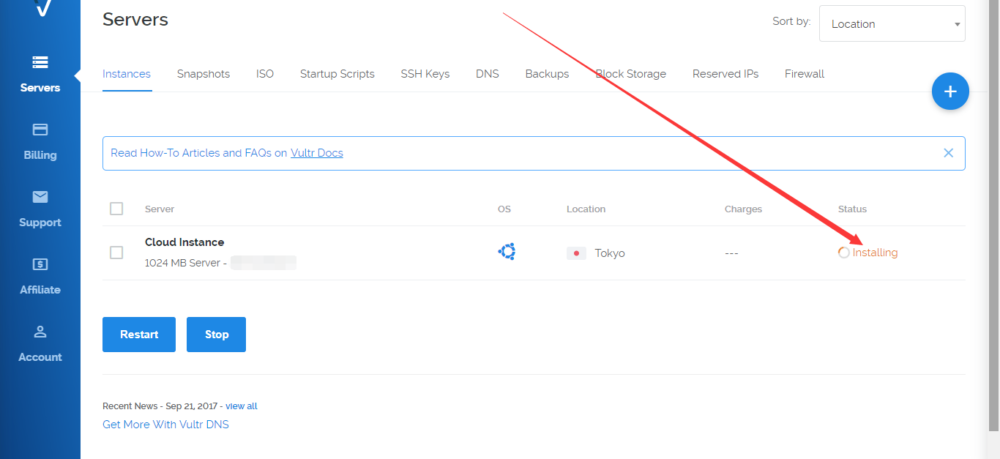 Servers
Sort by:
Location
Instances Snapshots ISO Startup Scripts SSH Keys DNS Backups Block Storage Reserved IPs Firewall
Servers
Billing
Support
Affiliate
Account
Read How-To Articles and FAQs on Vultr Docs
Server OS Location Charges Status
Cloud Instance
1024 MB Server -
Tokyo --- Installing
Restart Stop
Recent News - Sep 21, 2017 - view all
Get More With Vultr DNS